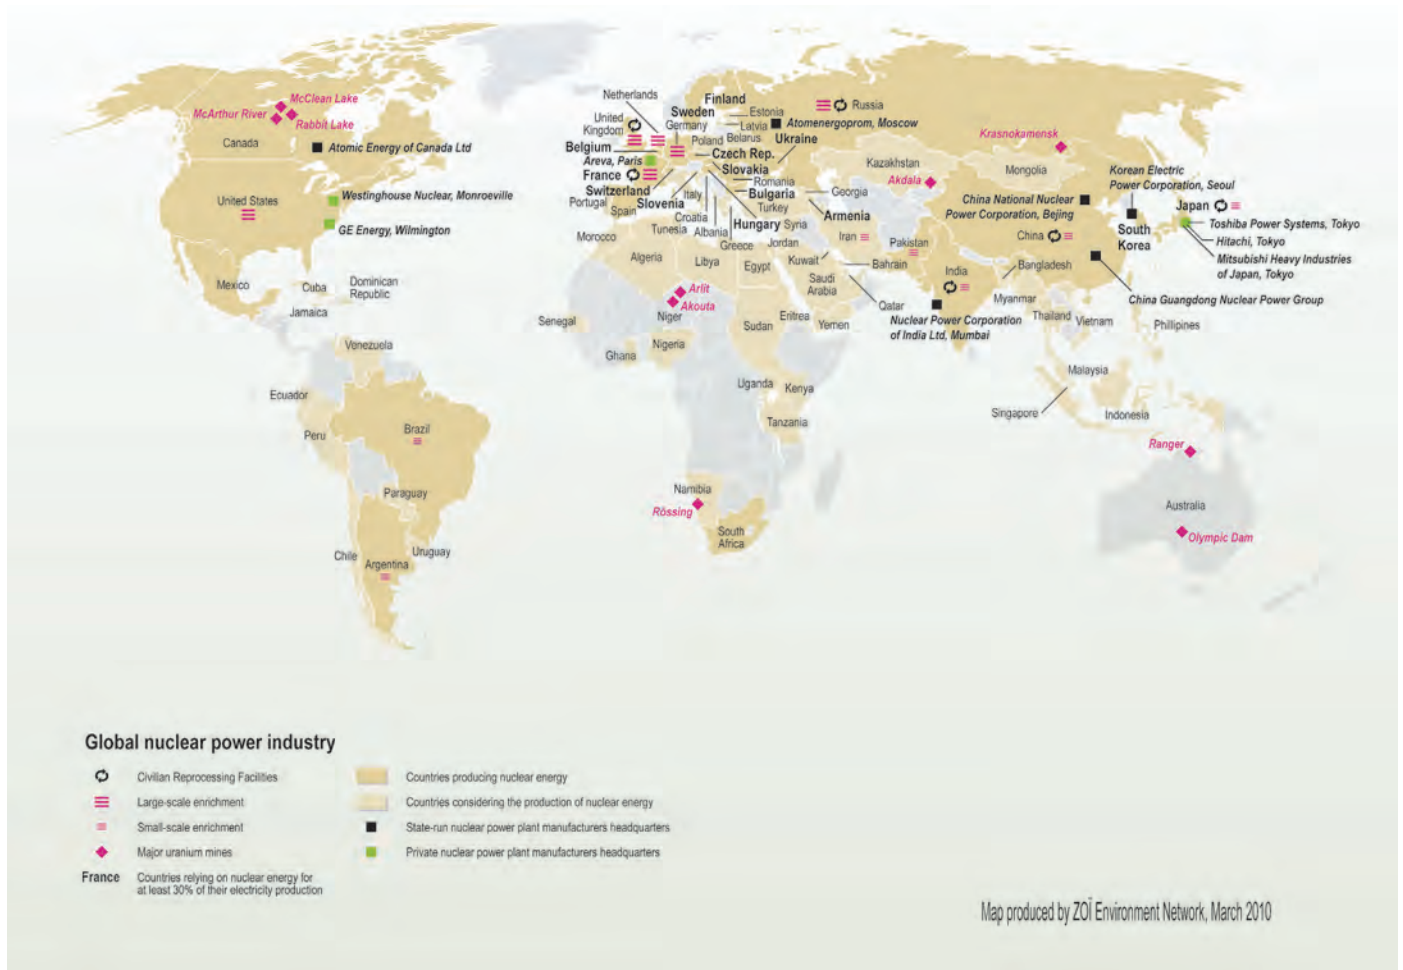 McClean Lake
McArthur River
Rabbit Lake
Canada
Atomic Energy of Canada Ltd
United States
Westinghouse Nuclear, Monroeville
GE Energy, Wilmington
Mexico
Cuba
Dominican
Republic
Jamaica
Venezuela
Ecuador
Peru
Brazil
Paraguay
Chile
Uruguay
Argentina
Netherlands
United
Kingdom
Belgium
Areva, Paris
France
Switzerland
Portugal
Spain
Slovenia
Italy
Croatia
Albania
Greece
Finland
Sweden
Germany
Estonia
Latvia
Poland
Belarus
Czech Rep.
Slovakia
Ukraine
Romania
Bulgaria
Turkey
Hungary
Syria
Georgia
Armenia
Russia
Atomenergoprom, Moscow
Krasnokamensk
Kazakhstan
Akdala
Mongolia
Korean Electric
Power Corporation, Seoul
China National Nuclear
Power Corporation, Bejing
South
Korea
Japan
Toshiba Power Systems, Tokyo
Hitachi, Tokyo
Mitsubishi Heavy Industries
of Japan, Tokyo
China
China Guangdong Nuclear Power Group
Morocco
Tunesia
Algeria
Libya
Egypt
Jordan
Kuwait
Iran
Pakistan
Bahrain
Saudi
Arabia
Qatar
India
Bangladesh
Nuclear Power Corporation
of India Ltd, Mumbai
Myanmar
Thailand
Vietnam
Phillipines
Malaysia
Singapore
Indonesia
Arlit
Akouta
Niger
Senegal
Ghana
Nigeria
Sudan
Eritrea
Yemen
Uganda
Kenya
Tanzania
Namibia
Rössing
South
Africa
Ranger
Australia
Olympic Dam
Global nuclear power industry
Civilian Reprocessing Facilities
Large-scale enrichment
Small-scale enrichment
Major uranium mines
France
Countries relying on nuclear energy for
at least 30% of their electricity production
Countries producing nuclear energy
Countries considering the production of nuclear energy
State-run nuclear power plant manufacturers headquarters
Private nuclear power plant manufacturers headquarters
Map produced by ZOÏ Environment Network, March 2010